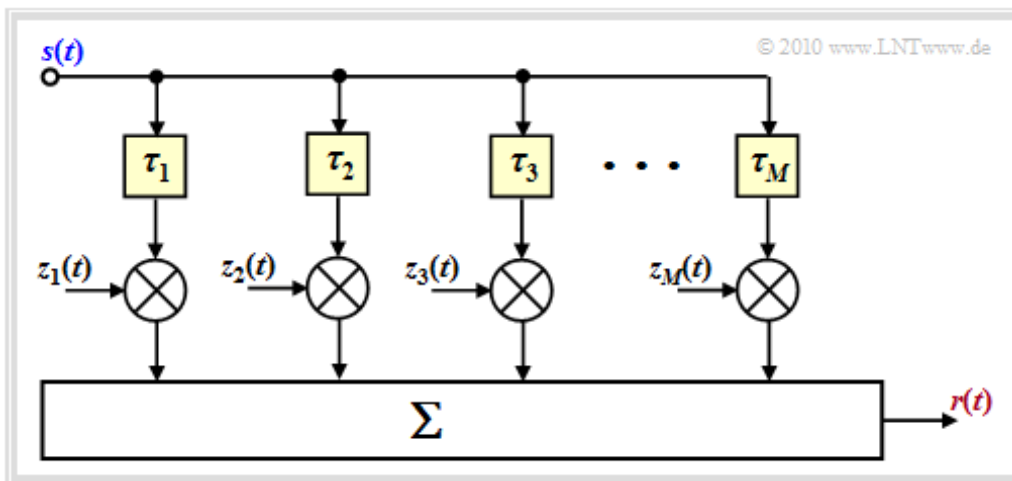 s(t)
© 2010 www.LNTwww.de
τ1 τ2 τ3 . . . τM
z1(t) z2(t) z3(t) zM(t)
Σ
r(t)